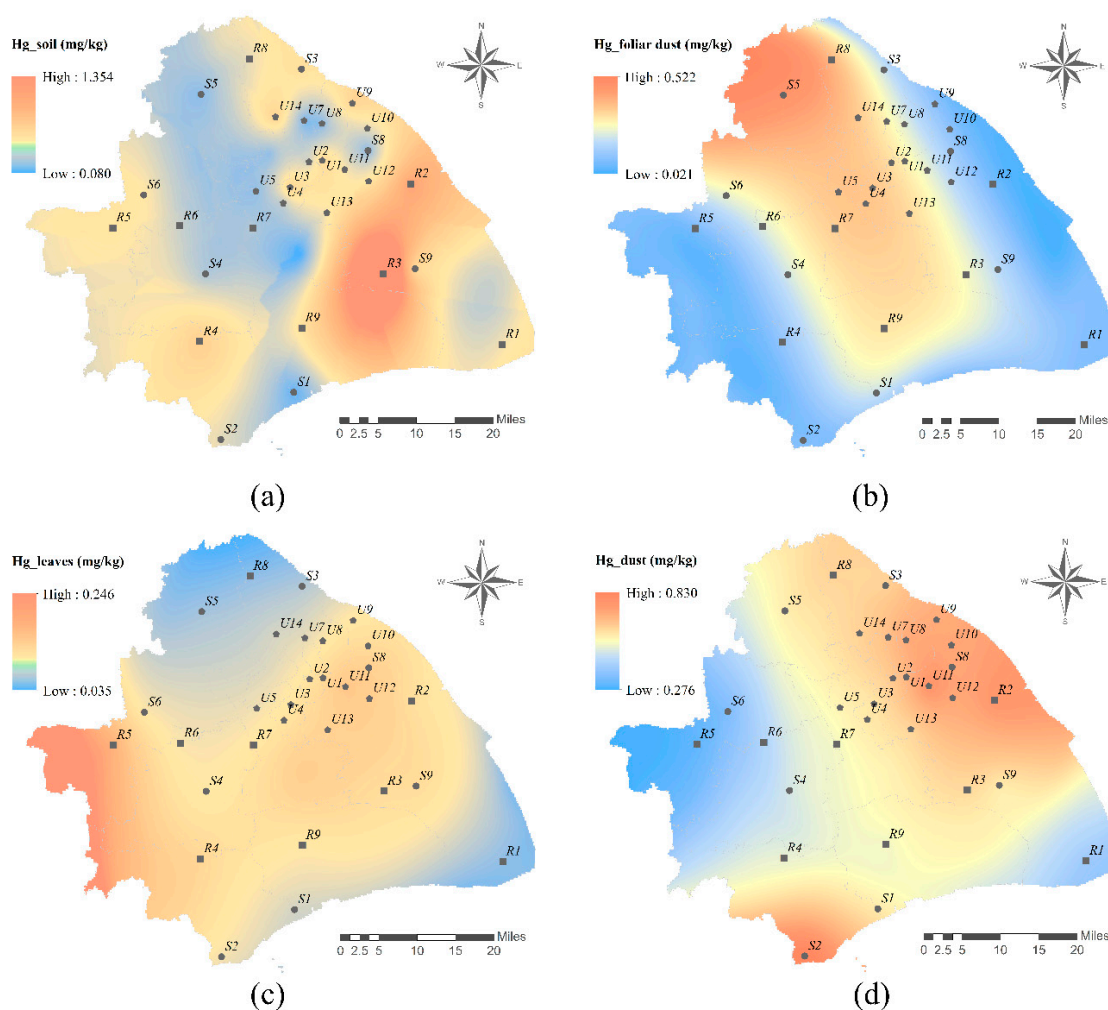 Hg_soil (mg/kg)
High : 1.354
Low : 0.080
N
W E
S
R8
S3
S5
U14
U7
U8
U9
U10
S8
U2
U1
U11
U12
U3
U5
U4
R2
S6
R5
R6
R7
U13
S4
R3
S9
R4
R9
R1
S1
S2
Miles
0 2.5 5 10 15 20
(a)
Hg_foliar dust (mg/kg)
High : 0.522
Low : 0.021
N
W E
S
R8
S3
S5
U14
U7
U8
U9
U10
S8
U2
U1
U11
U12
U3
U5
U4
R2
S6
R5
R6
R7
U13
S4
R3
S9
R4
R9
R1
S1
S2
Miles
0 2.5 5 10 15 20
(b)
Hg_leaves (mg/kg)
High : 0.246
Low : 0.035
N
W E
S
R8
S3
S5
U14
U7
U8
U9
U10
S8
U2
U1
U11
U12
U3
U5
U4
R2
S6
R5
R6
R7
U13
S4
R3
S9
R4
R9
R1
S1
S2
Miles
0 2.5 5 10 15 20
(c)
Hg_dust (mg/kg)
High : 0.830
Low : 0.276
N
W E
S
R8
S3
S5
U14
U7
U8
U9
U10
S8
U2
U1
U11
U12
U3
U5
U4
R2
S6
R5
R6
R7
U13
S4
R3
S9
R4
R9
R1
S1
S2
Miles
0 2.5 5 10 15 20
(d)